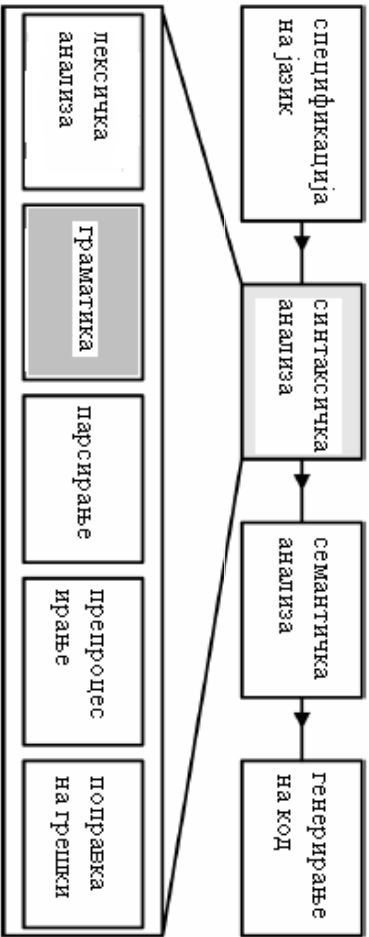 спецификација
на јазик
синтаксичка
анализа
семантичка
анализа
генерирање
на код
лексичка
анализа
граматика
парсирање
препроцес
ирање
поправка
на грешки